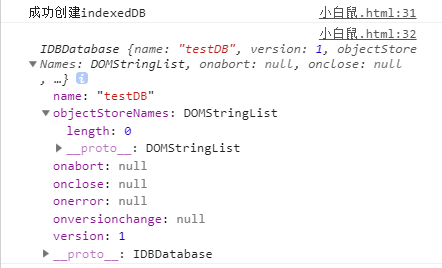 成功创建indexedDB 小白鼠.html:31
小白鼠.html:32
IDBDatabase {name: "testDB", version: 1, objectStore
Names: DOMStringList, onabort: null, onclose: null
, …} i
name: "testDB"
objectStoreNames: DOMStringList
length: 0
__proto__: DOMStringList
onabort: null
onclose: null
onerror: null
onversionchange: null
version: 1
__proto__: IDBDatabase